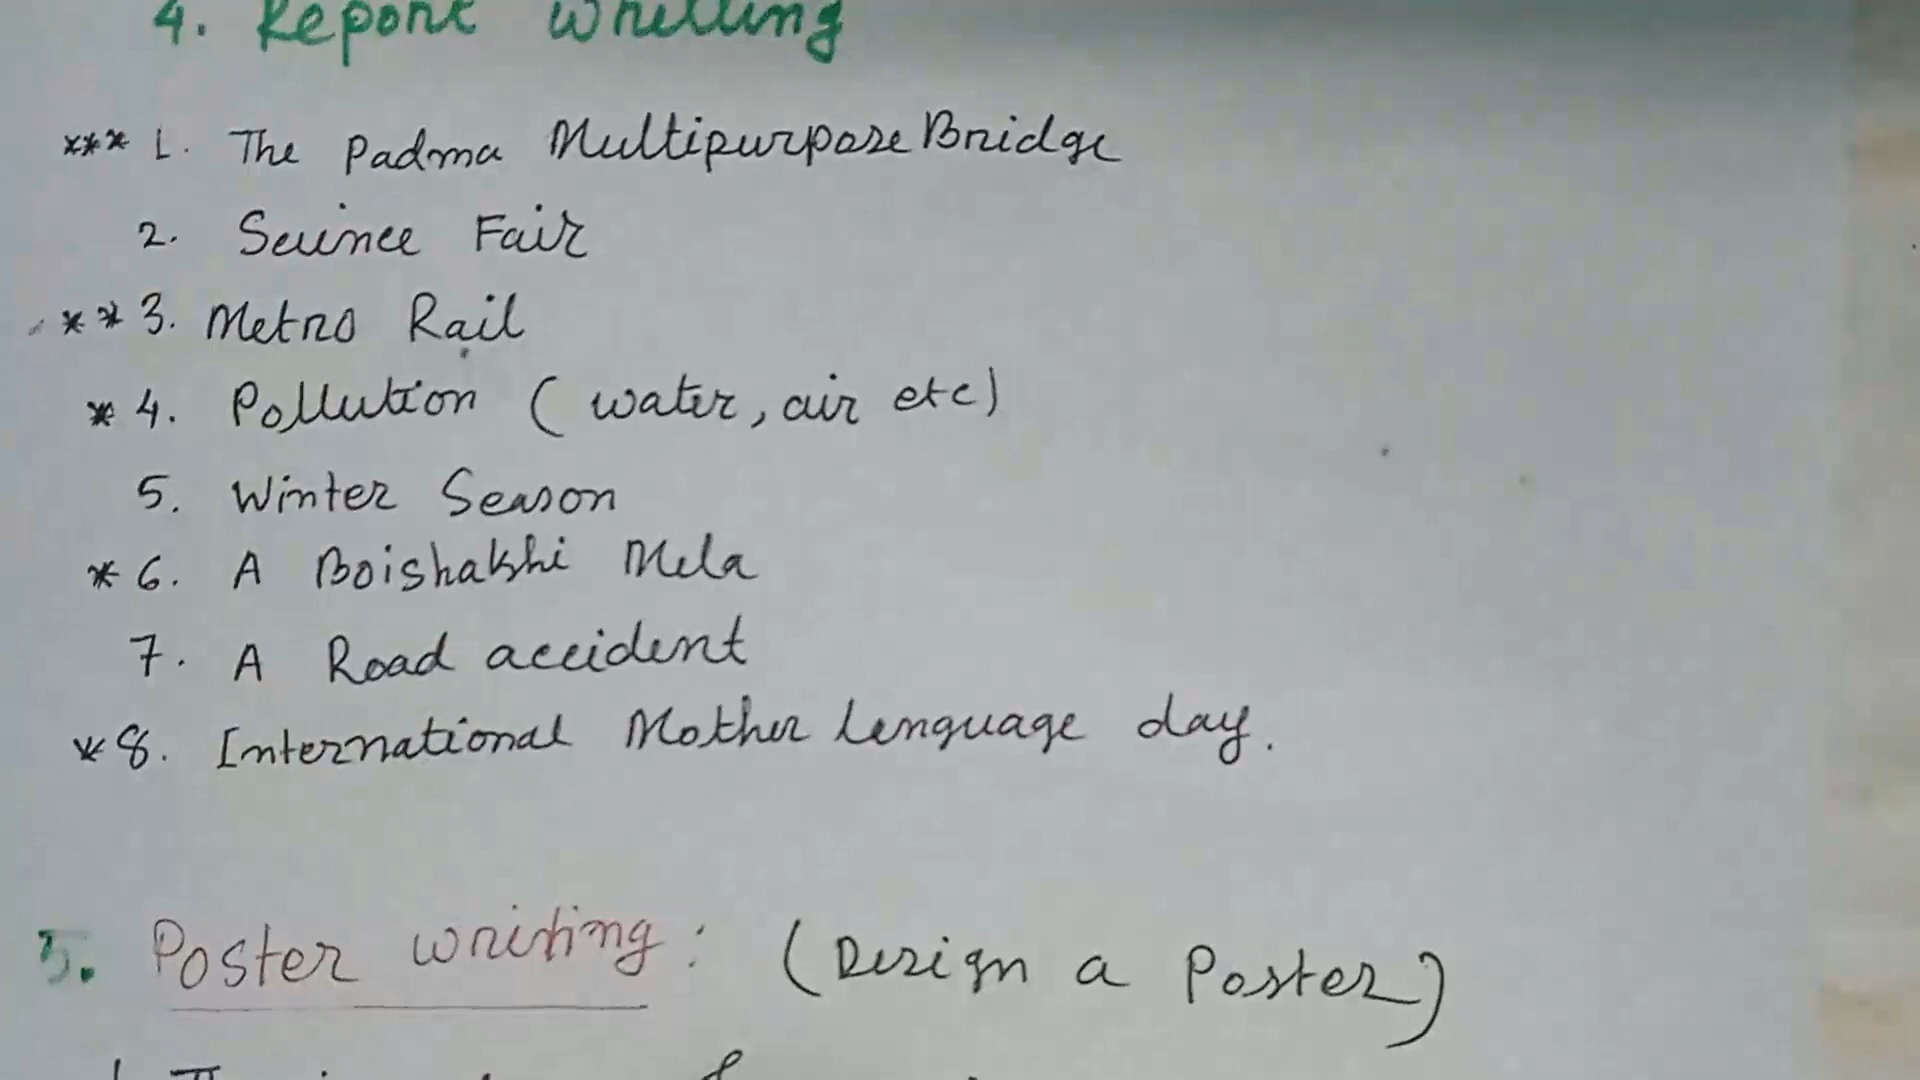 4. Report Writing
*** 1. The Padma Multipurpose Bridge
2. Science Fair
** 3. Metro Rail
* 4. Pollution ( water, air etc)
5. Winter Season
* 6. A Boishakhi Mela
7. A Road accident
* 8. International Mother Lenguage day.
5. Poster writing : (Design a Poster)